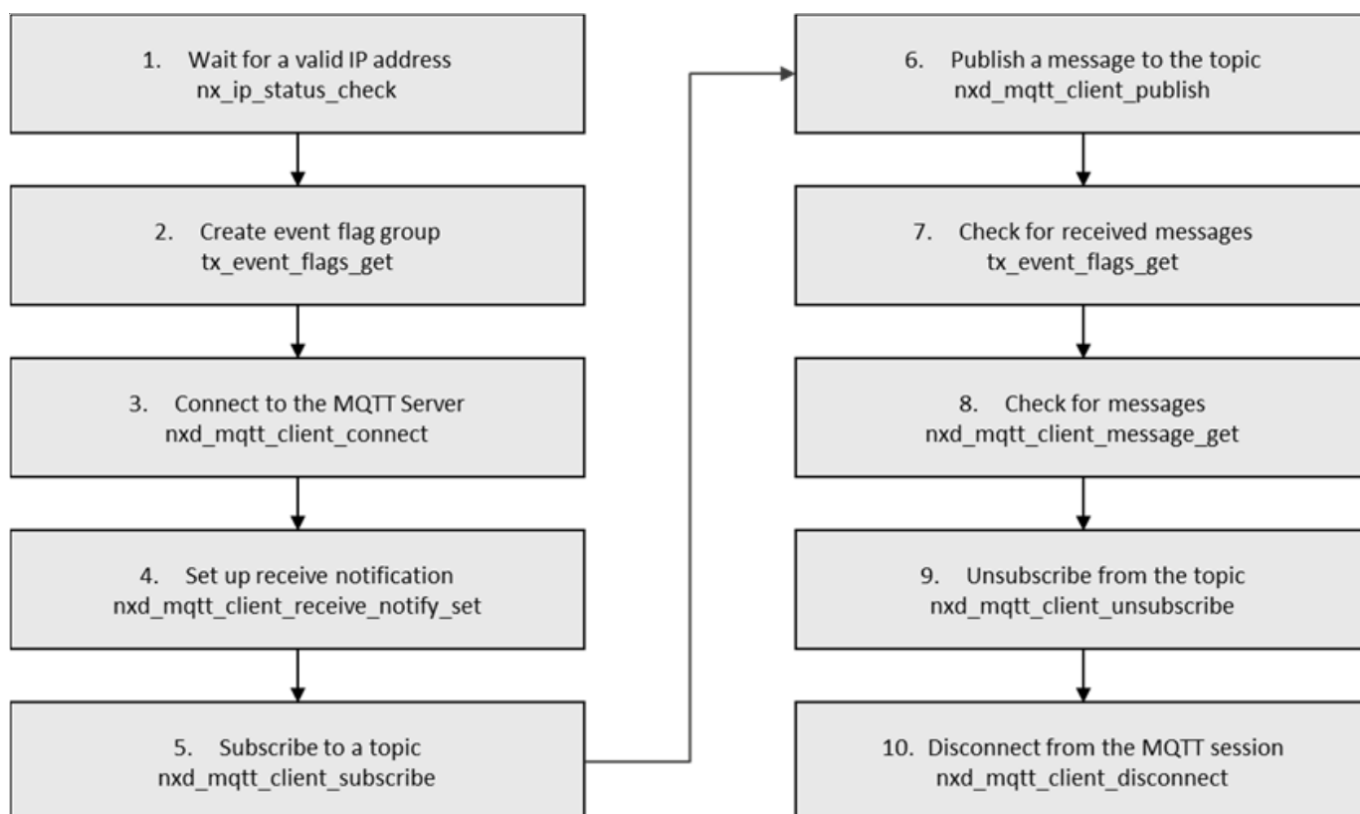 1. Wait for a valid IP address
nx_ip_status_check
2. Create event flag group
tx_event_flags_get
3. Connect to the MQTT Server
nxd_mqtt_client_connect
4. Set up receive notification
nxd_mqtt_client_receive_notify_set
5. Subscribe to a topic
nxd_mqtt_client_subscribe
6. Publish a message to the topic
nxd_mqtt_client_publish
7. Check for received messages
tx_event_flags_get
8. Check for messages
nxd_mqtt_client_message_get
9. Unsubscribe from the topic
nxd_mqtt_client_unsubscribe
10. Disconnect from the MQTT session
nxd_mqtt_client_disconnect